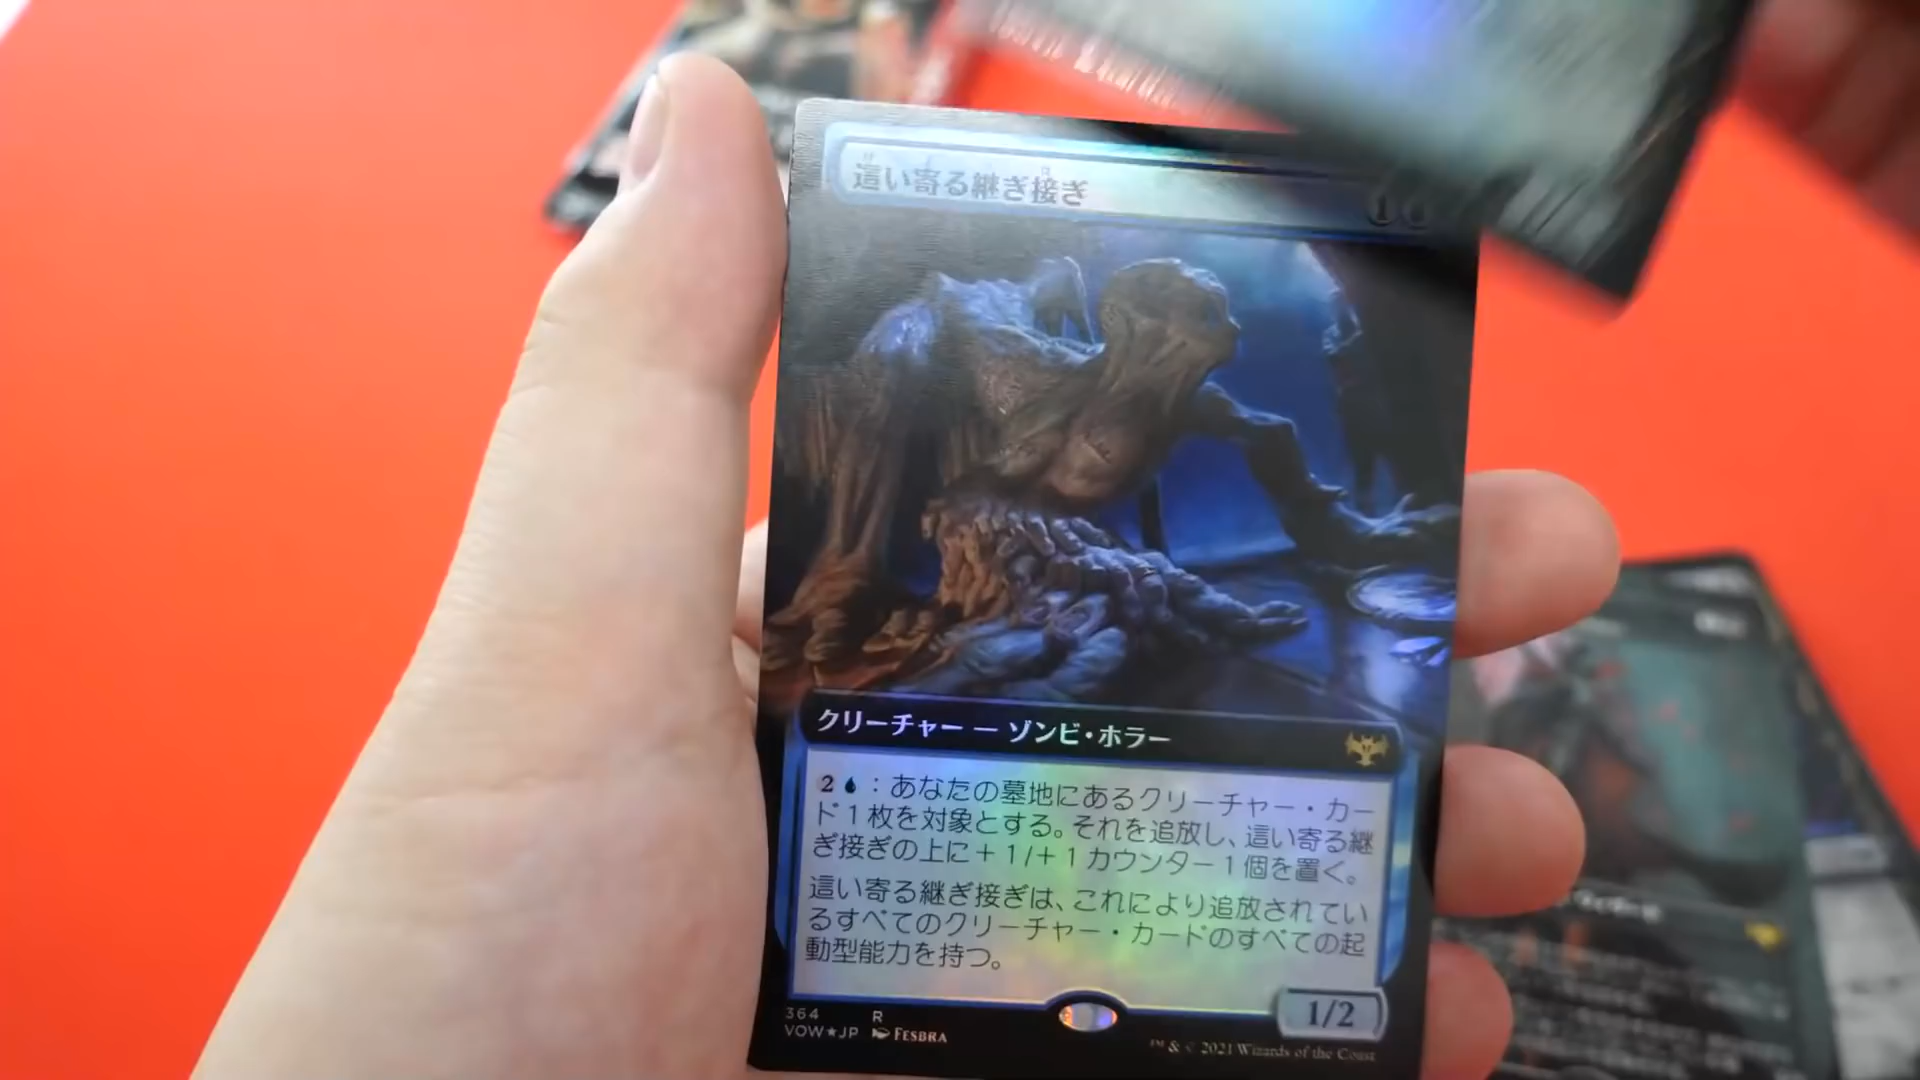 這い寄る継ぎ接ぎ
1
クリーチャー — ゾンビ・ホラー
2 : あなたの墓地にあるクリーチャー・カー
ド1枚を対象とする。それを追放し、這い寄る継
ぎ接ぎの上に+1/+1カウンター1個を置く。
這い寄る継ぎ接ぎは、これにより追放されてい
るすべてのクリーチャー・カードのすべての起
動型能力を持つ。
1/2
364 R
VOW★JP FESBRA
™ & © 2021 Wizards of the Coast